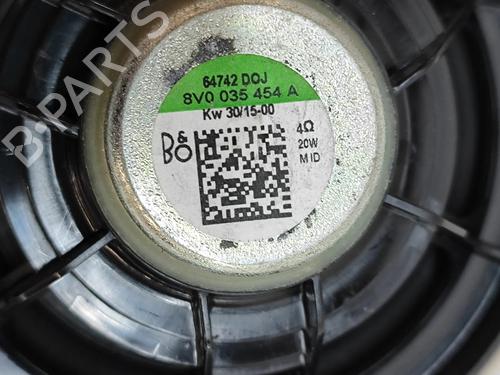 64742 DOJ
8V0 035 454 A
Kw 30/15-00
B&O
4Ω
20W
MID
B-PARTS